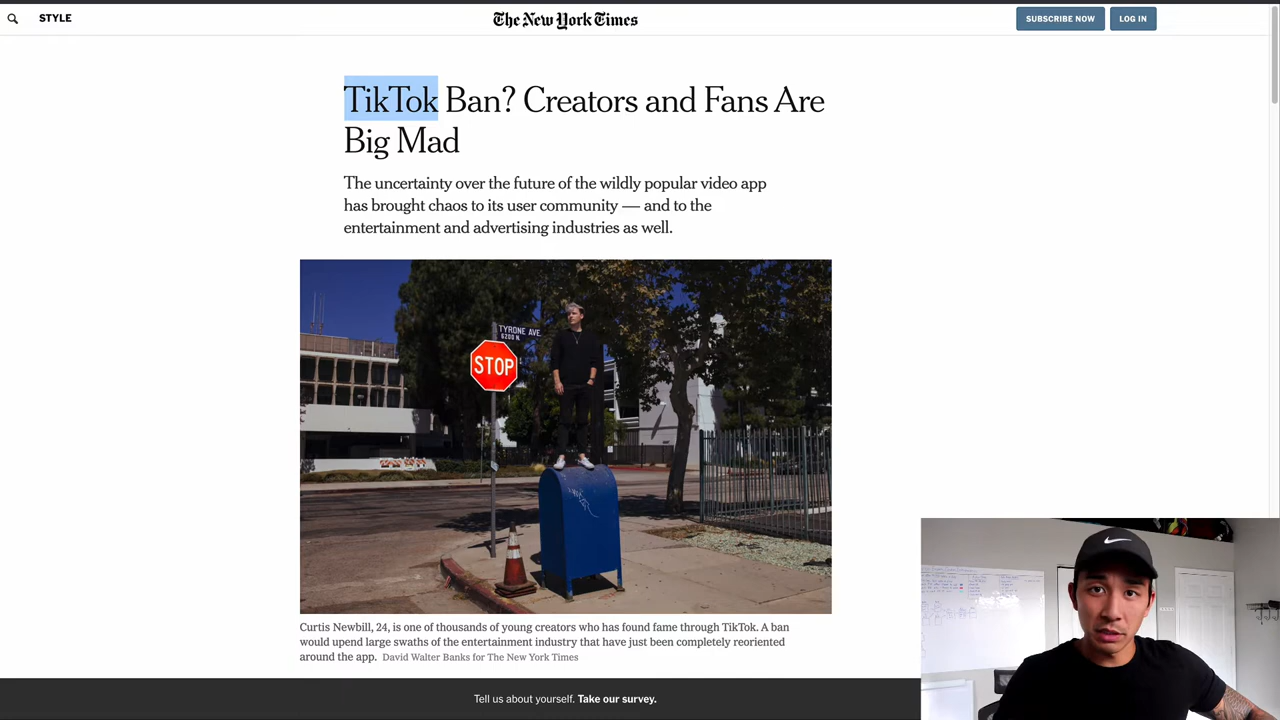 STYLE
The New York Times
SUBSCRIBE NOW
LOG IN
TikTok Ban? Creators and Fans Are
Big Mad
The uncertainty over the future of the wildly popular video app
has brought chaos to its user community — and to the
entertainment and advertising industries as well.
TYRONE AVE
6200 N.
STOP
Curtis Newbill, 24, is one of thousands of young creators who has found fame through TikTok. A ban
would upend large swaths of the entertainment industry that have just been completely reoriented
around the app. David Walter Banks for The New York Times
Tell us about yourself. Take our survey.